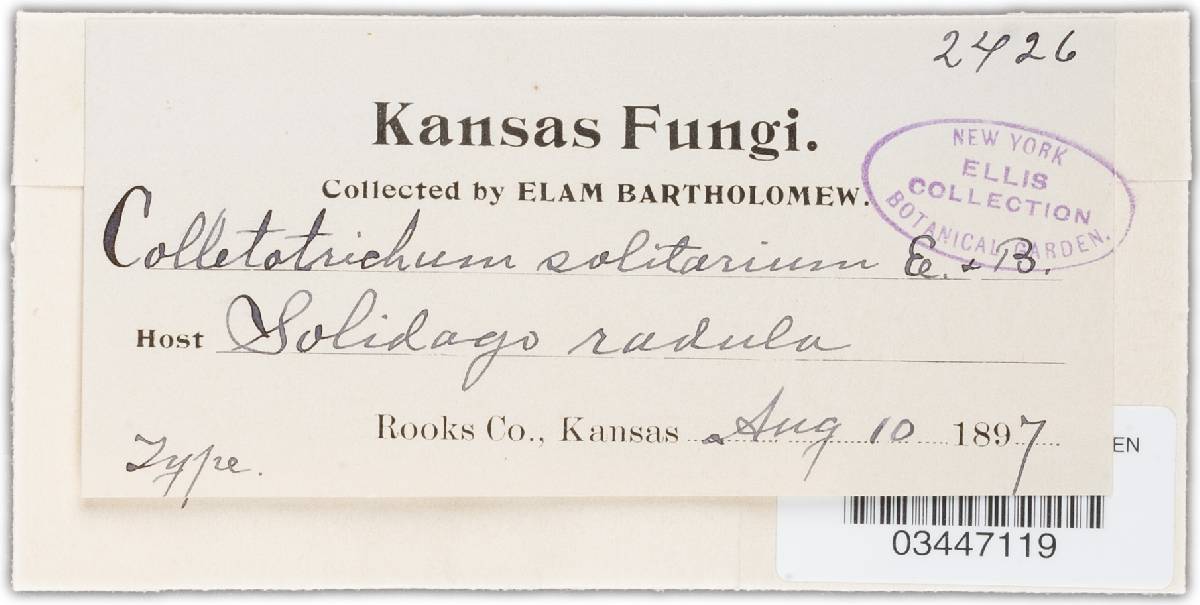 2426
Kansas Fungi.
Collected by ELAM BARTHOLOMEW.
NEW YORK
ELLIS
COLLECTION
BOTANICAL GARDEN.
Colletotrichum solitarium E. & B.
Host Solidago radula
Rooks Co., Kansas Aug 10 1897
Type.
EN
03447119